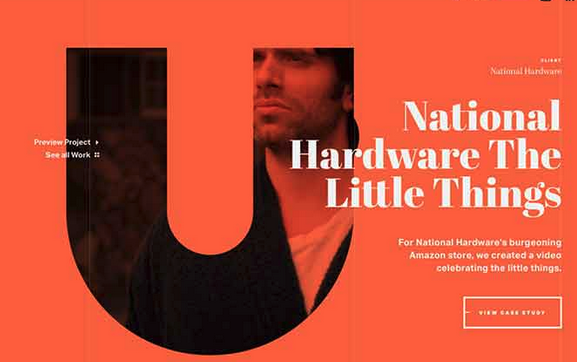 CLIENT
National Hardware
National
Hardware The
Little Things
Preview Project
See all Work
For National Hardware's burgeoning
Amazon store, we created a video
celebrating the little things.
VIEW CASE STUDY
U